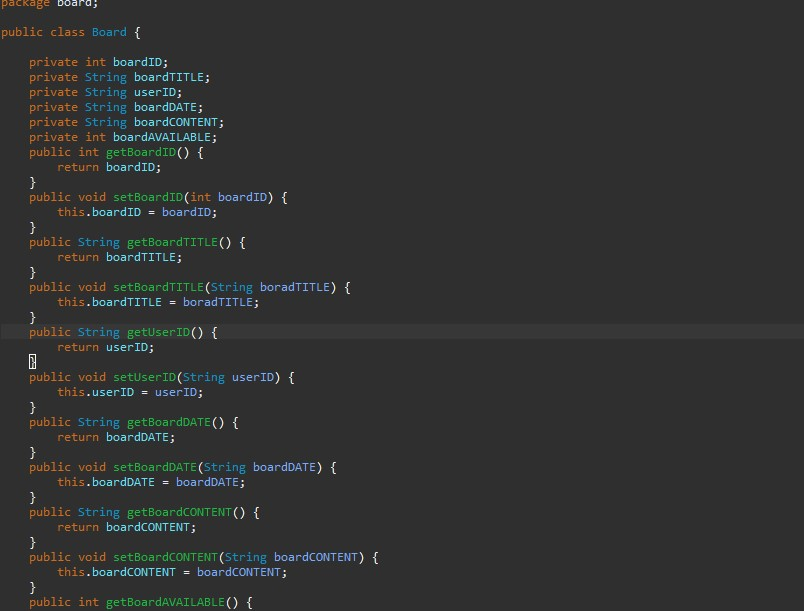 package board;
public class Board {
private int boardID;
private String boardTITLE;
private String userID;
private String boardDATE;
private String boardCONTENT;
private int boardAVAILABLE;
public int getBoardID() {
return boardID;
}
public void setBoardID(int boardID) {
this.boardID = boardID;
}
public String getBoardTITLE() {
return boardTITLE;
}
public void setBoardTITLE(String boradTITLE) {
this.boardTITLE = boradTITLE;
}
public String getUserID() {
return userID;
}
public void setUserID(String userID) {
this.userID = userID;
}
public String getBoardDATE() {
return boardDATE;
}
public void setBoardDATE(String boardDATE) {
this.boardDATE = boardDATE;
}
public String getBoardCONTENT() {
return boardCONTENT;
}
public void setBoardCONTENT(String boardCONTENT) {
this.boardCONTENT = boardCONTENT;
}
public int getBoardAVAILABLE() {